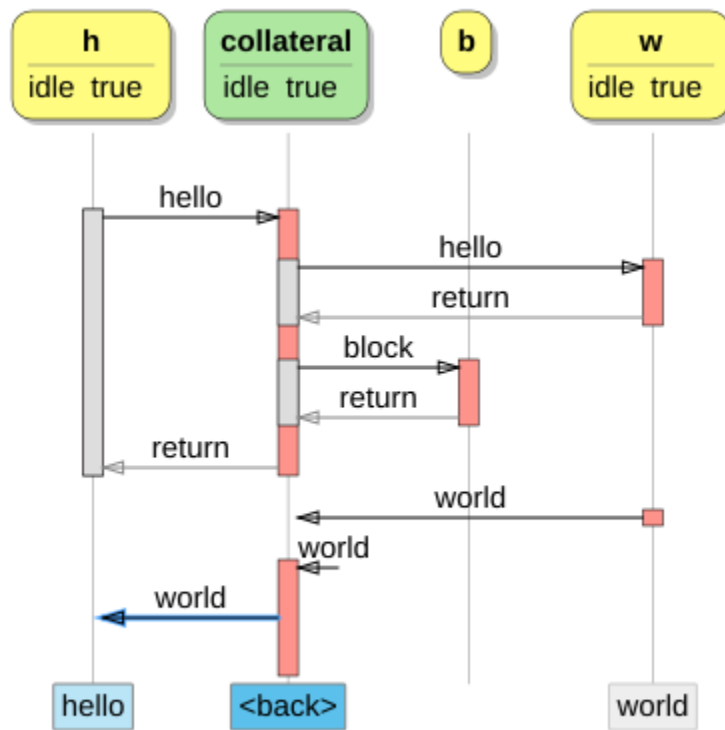 h collateral b w
idle true idle true idle true
hello
hello
return
block
return
return
world
world
world
hello <back> world